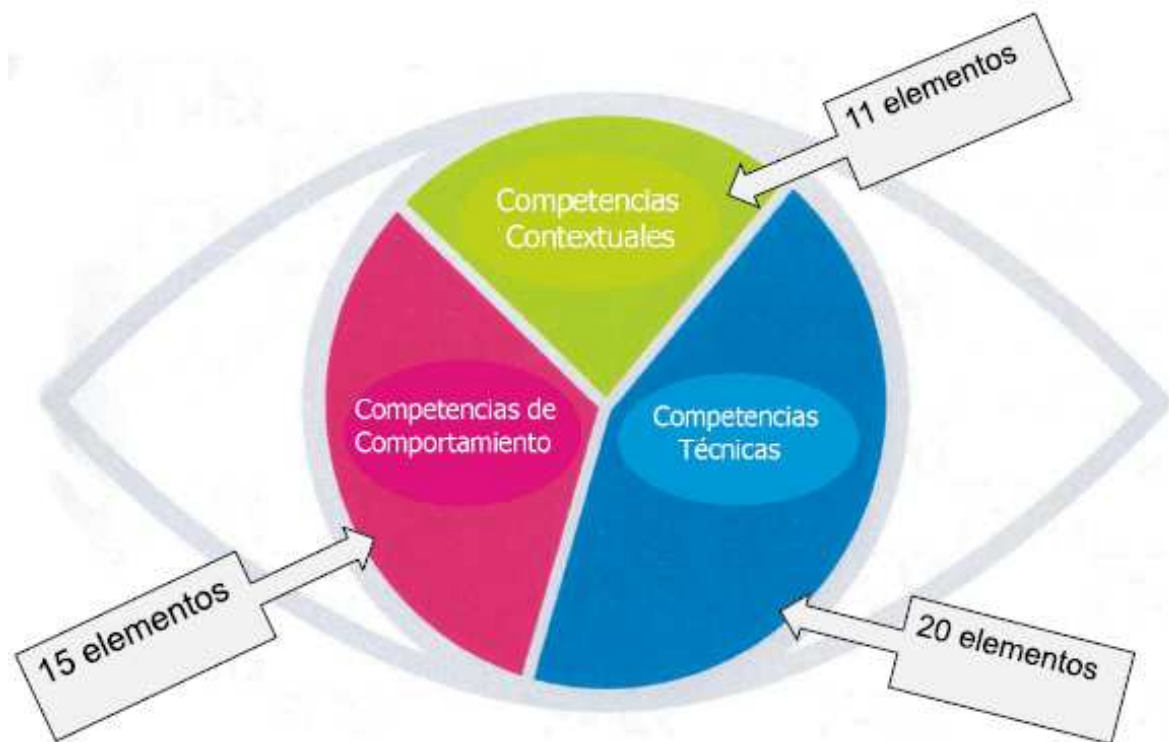 11 elementos
Competencias
Contextuales
Competencias de
Comportamiento
Competencias
Técnicas
15 elementos
20 elementos